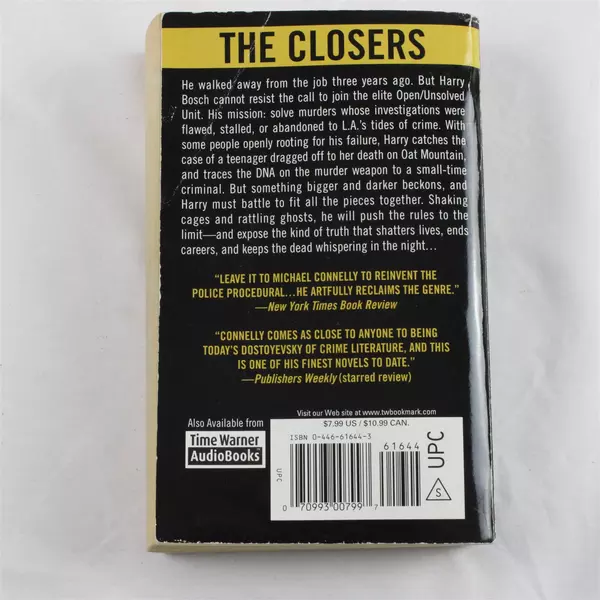 THE CLOSERS
He walked away from the job three years ago. But Harry
Bosch cannot resist the call to join the elite Open/Unsolved
Unit. His mission: solve murders whose investigations were
flawed, stalled, or abandoned to L.A.'s tides of crime. With
some people openly rooting for his failure, Harry catches the
case of a teenager dragged off to her death on Oat Mountain,
and traces the DNA on the murder weapon to a small-time
criminal. But something bigger and darker beckons, and
Harry must battle to fit all the pieces together. Shaking
cages and rattling ghosts, he will push the rules to the
limit—and expose the kind of truth that shatters lives, ends
careers, and keeps the dead whispering in the night...
"LEAVE IT TO MICHAEL CONNELLY TO REINVENT THE
POLICE PROCEDURAL...HE ARTFULLY RECLAIMS THE GENRE."
—New York Times Book Review
"CONNELLY COMES AS CLOSE TO ANYONE TO BEING
TODAY'S DOSTOYEVSKY OF CRIME LITERATURE, AND THIS
IS ONE OF HIS FINEST NOVELS TO DATE."
—Publishers Weekly (starred review)
Also Available from
Time Warner
AudioBooks™
Visit our Web site at www.twbookmark.com
$7.99 US / $10.99 CAN.
ISBN 0-446-61644-3
61644
UPC
0 70993 00799 7
UPC
S